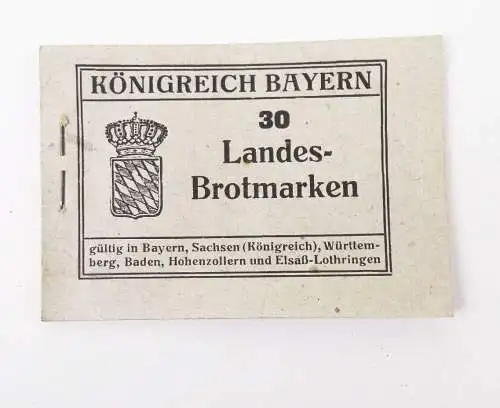 KÖNIGREICH BAYERN
30
Landes-
Brotmarken
gültig in Bayern, Sachsen (Königreich), Württem-
berg, Baden, Hohenzollern und Elsaß-Lothringen